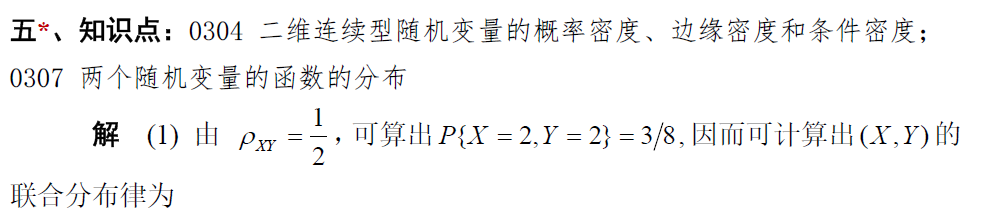 五*、知识点：0304 二维连续型随机变量的概率密度、边缘密度和条件密度；
0307 两个随机变量的函数的分布
解 (1) 由 ρ_{XY} = 1/2，可算出 P{X = 2, Y = 2} = 3/8, 因而可计算出 (X, Y) 的
联合分布律为